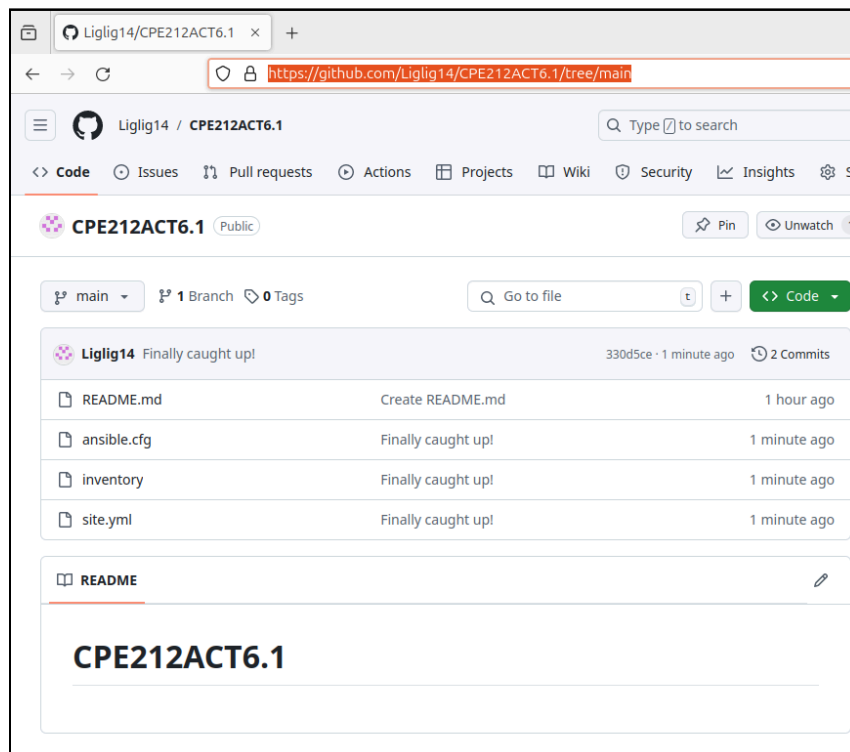 Liglig14/CPE212ACT6.1 × +
https://github.com/Liglig14/CPE212ACT6.1/tree/main
Liglig14 / CPE212ACT6.1
Type / to search
Code Issues Pull requests Actions Projects Wiki Security Insights
CPE212ACT6.1 Public Pin Unwatch
main 1 Branch 0 Tags Go to file t + Code
Liglig14 Finally caught up! 330d5ce · 1 minute ago 2 Commits
README.md Create README.md 1 hour ago
ansible.cfg Finally caught up! 1 minute ago
inventory Finally caught up! 1 minute ago
site.yml Finally caught up! 1 minute ago
README
CPE212ACT6.1